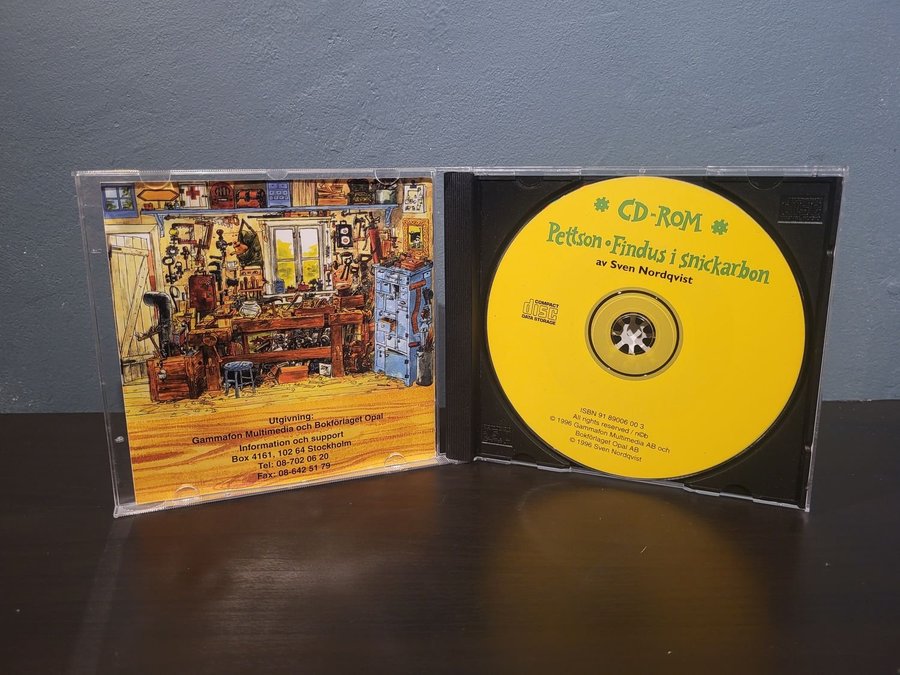 Utgivning:
Gammafon Multimedia och Bokförlaget Opal
Information och support
Box 4161, 102 64 Stockholm
Tel: 08-702 06 20
Fax: 08-642 51 79
CD-ROM
Pettson • Findus i snickarbon
av Sven Nordqvist
COMPACT
disc
DATA STORAGE
ISBN 91 89006 00 3
All rights reserved / n©b
© 1996 Gammafon Multimedia AB och
Bokförlaget Opal AB
© 1996 Sven Nordqvist